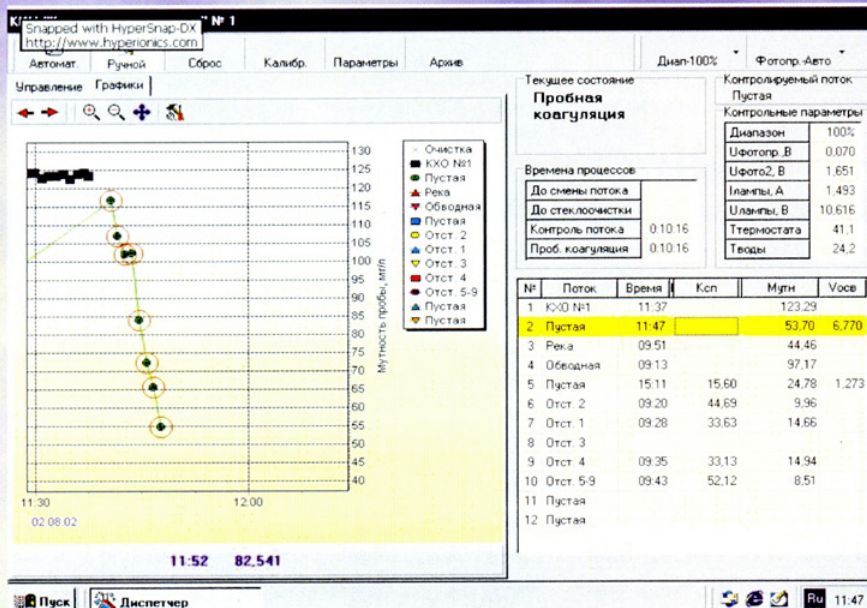 № 1
Snapped with HyperSnap-DX
http://www.hyperionics.com
Автомат.
Ручной
Сброс
Калибр.
Параметры
Архив
Диап-100%
Фотопр.-Авто
Управление
Графики
130
125
120
115
110
105
100
95
90
85
80
75
70
65
60
55
50
45
40
Мутность пробы, мг/л
11:30
12:00
02.08.02
11:52 82,541
Очистка
КХО №1
Пустая
Река
Обводная
Пустая
Отст. 2
Отст. 1
Отст. 3
Отст. 4
Отст. 5-9
Пустая
Пустая
Текущее состояние
Пробная
коагуляция
Времена процессов
До смены потока
До стеклоочистки
Контроль потока 0:10:16
Проб. коагуляция 0:10:16
Контролируемый поток
Пустая
Контрольные параметры
Диапазон 100%
Uфотопр.,В 0,070
Uфото2, В 1,651
Iлампы, А 1,493
Uлампы, В 10,616
Tтермостата 41,1
Tводы 24,2
№ Поток Время Ксп Мутн Vосв
1 КХО №1 11:37 123,29
2 Пустая 11:47 53,70 6,770
3 Река 09:51 44,46
4 Обводная 09:13 97,17
5 Пустая 15:11 15,60 24,78 1,273
6 Отст. 2 09:20 44,69 9,96
7 Отст. 1 09:28 33,63 14,66
8 Отст. 3
9 Отст. 4 09:35 33,13 14,94
10 Отст. 5-9 09:43 52,12 8,51
11 Пустая
12 Пустая
Пуск
Диспетчер
Ru 11:47